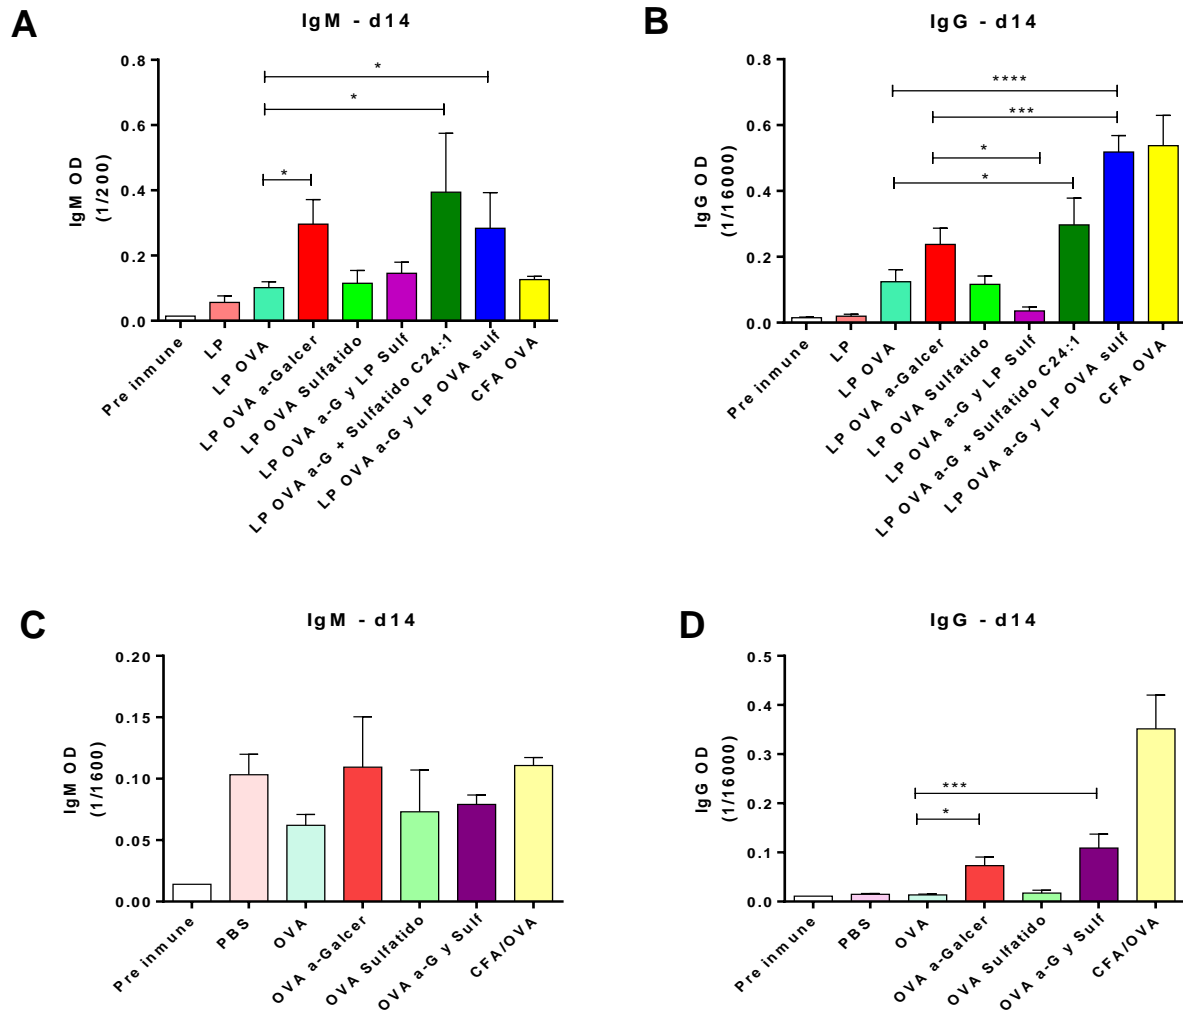 A
IgM - d14
IgM OD
(1/200)
0.8
0.6
0.4
0.2
0.0
*
*
*
Pre inmune
LP
LP OVA
LP OVA a-Galcer
LP OVA Sulfatido
LP OVA a-G y LP Sulf
LP OVA a-G + Sulfatido C24:1
LP OVA a-G y LP OVA sulf
CFA OVA
B
IgG - d14
IgG OD
(1/16000)
0.8
0.6
0.4
0.2
0.0
****
***
*
*
Pre inmune
LP
LP OVA
LP OVA a-Galcer
LP OVA Sulfatido
LP OVA a-G y LP Sulf
LP OVA a-G + Sulfatido C24:1
LP OVA a-G y LP OVA sulf
CFA OVA
C
IgM - d14
IgM OD
(1/1600)
0.20
0.15
0.10
0.05
0.00
Pre inmune
PBS
OVA
OVA a-Galcer
OVA Sulfatido
OVA a-G y Sulf
CFA/OVA
D
IgG - d14
IgG OD
(1/16000)
0.5
0.4
0.3
0.2
0.1
0.0
***
*
Pre inmune
PBS
OVA
OVA a-Galcer
OVA Sulfatido
OVA a-G y Sulf
CFA/OVA